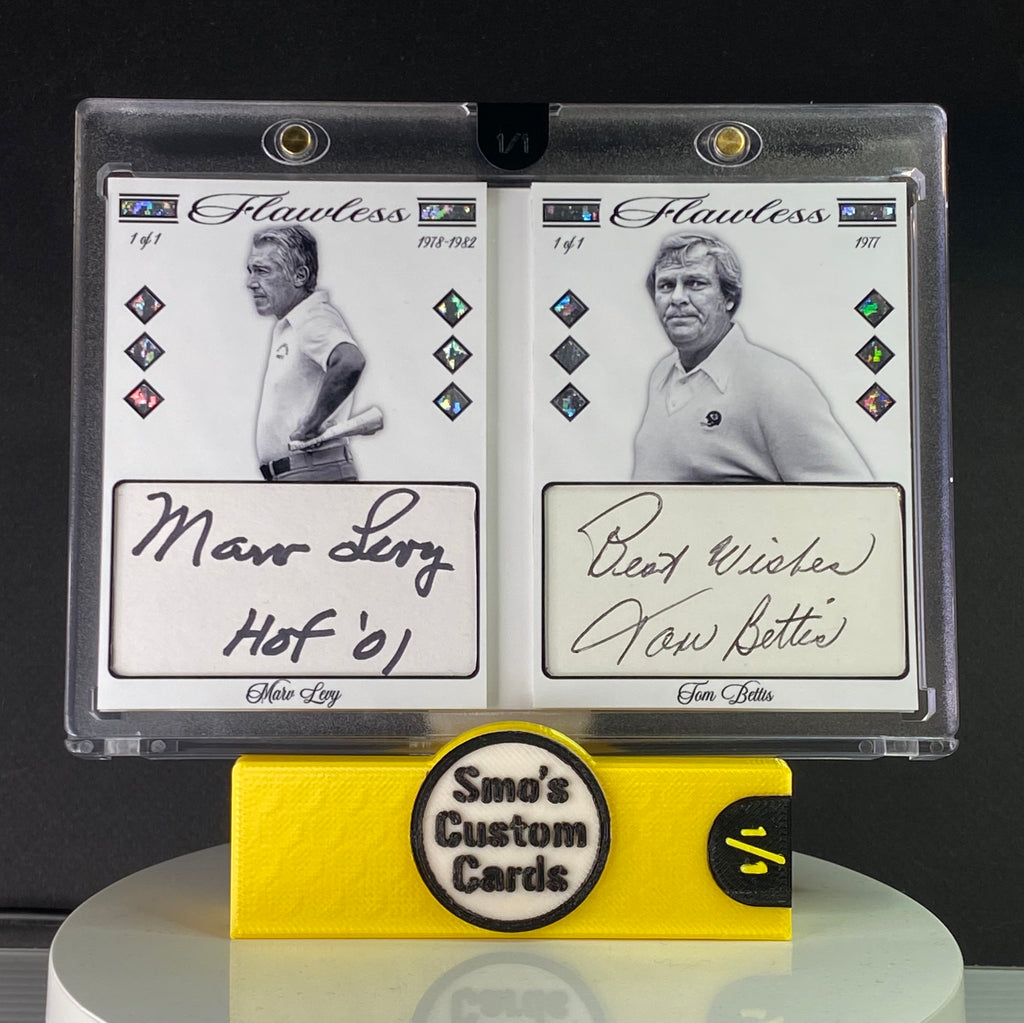 1/1
Flawless
1 of 1
1978-1982
Marv Levy
HOF '01
Marv Levy
Flawless
1 of 1
1977
Best Wishes
Tom Bettis
Tom Bettis
Smo's
Custom
Cards
1/1